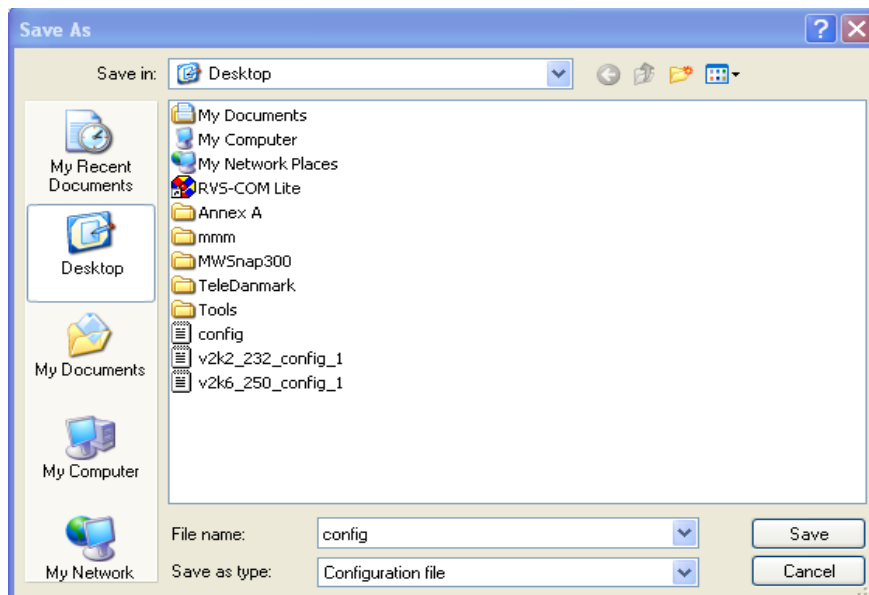 Save As
Save in:
Desktop
My Recent
Documents
Desktop
My Documents
My Computer
My Network
My Documents
My Computer
My Network Places
RVS-COM Lite
Annex A
mmm
MWSnap300
TeleDanmark
Tools
config
v2k2_232_config_1
v2k6_250_config_1
File name:
config
Save
Save as type:
Configuration file
Cancel